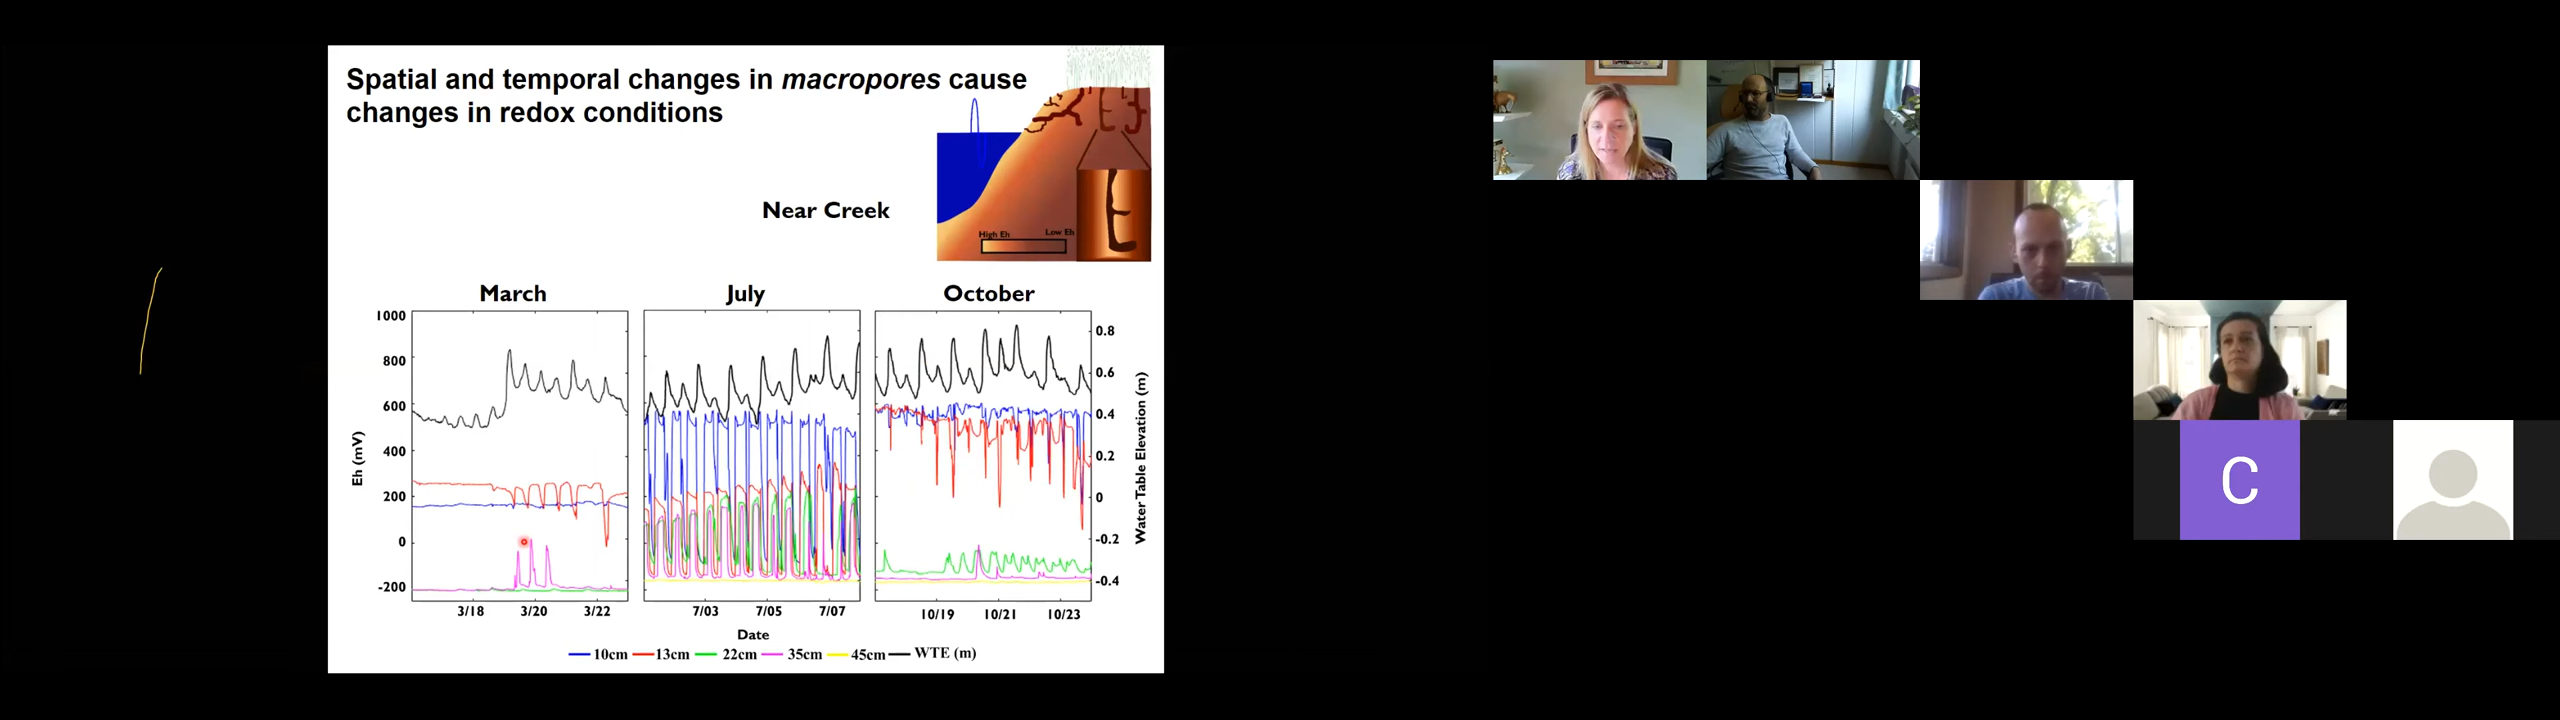 Spatial and temporal changes in macropores cause
changes in redox conditions
Near Creek
High Eh
Low Eh
March
July
October
1000
800
600
400
200
0
-200
Eh (mV)
0.8
0.6
0.4
0.2
0
-0.2
-0.4
Water Table Elevation (m)
3/18
3/20
3/22
7/03
7/05
7/07
10/19
10/21
10/23
Date
10cm
13cm
22cm
35cm
45cm
WTE (m)
C